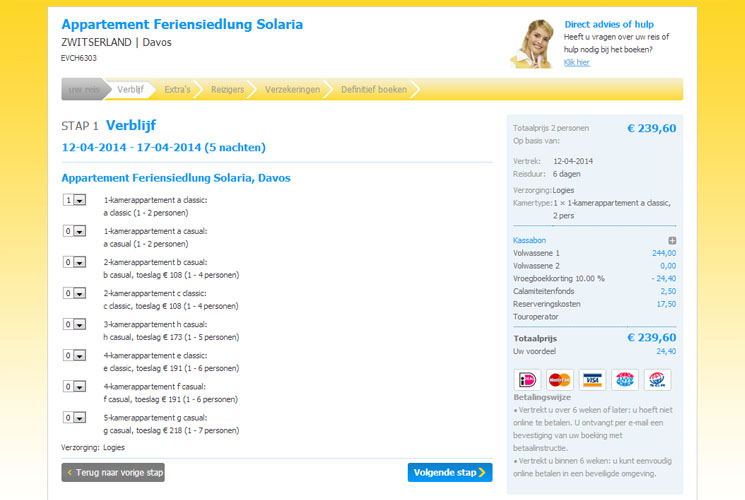 Appartement Feriensiedlung Solaria
ZWITSERLAND | Davos
EVCH6303
Direct advies of hulp
Heeft u vragen over uw reis of
hulp nodig bij het boeken?
Klik hier
uw reis Verblijf Extra's Reizigers Verzekeringen Definitief boeken
STAP 1 Verblijf
12-04-2014 - 17-04-2014 (5 nachten)
Appartement Feriensiedlung Solaria, Davos
1 1-kamerappartement a classic:
a classic (1 - 2 personen)
0 1-kamerappartement a casual:
a casual (1 - 2 personen)
0 2-kamerappartement b casual:
b casual, toeslag € 108 (1 - 4 personen)
0 2-kamerappartement c classic:
c classic, toeslag € 108 (1 - 4 personen)
0 3-kamerappartement h casual:
h casual, toeslag € 173 (1 - 5 personen)
0 4-kamerappartement e classic:
e classic, toeslag € 191 (1 - 6 personen)
0 4-kamerappartement f casual:
f casual, toeslag € 191 (1 - 6 personen)
0 5-kamerappartement g casual:
g casual, toeslag € 218 (1 - 7 personen)
Verzorging: Logies
Terug naar vorige stap
Volgende stap
Totaalprijs 2 personen € 239,60
Op basis van:
Vertrek: 12-04-2014
Reisduur: 6 dagen
Verzorging: Logies
Kamertype: 1 × 1-kamerappartement a classic,
2 pers
Kassabon
Volwassene 1 244,00
Volwassene 2 0,00
Vroegboekkorting 10.00 % - 24,40
Calamiteitenfonds 2,50
Reserveringskosten 17,50
Touroperator
Totaalprijs € 239,60
Uw voordeel 24,40
MasterCard VISA
Betalingswijze
• Vertrekt u over 6 weken of later: u hoeft niet
online te betalen. U ontvangt per e-mail een
bevestiging van uw boeking met
betaalinstructie.
• Vertrekt u binnen 6 weken: u kunt eenvoudig
online betalen in een beveiligde omgeving.